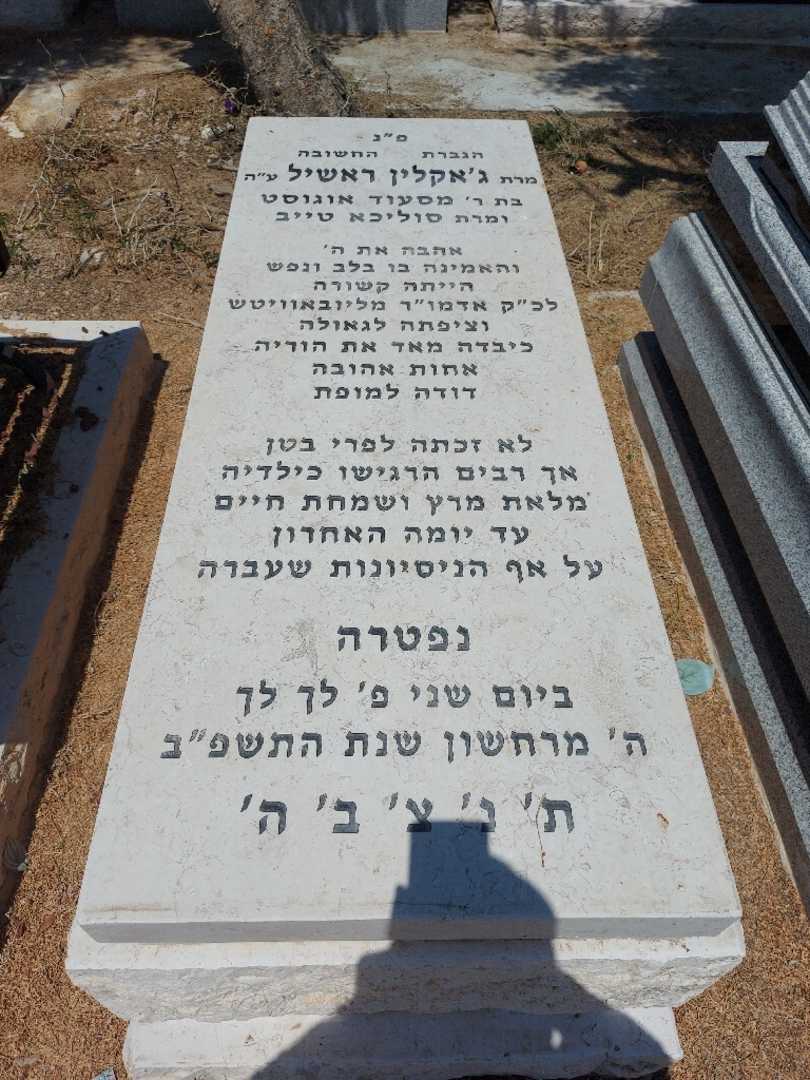 פ"נ
הגברת החשובה
מרת ג'אקלין ראשיל ע"ה
בת ר' מסעוד אוגוסט
ומרת סוליכא טייב
אהבה את ה'
והאמינה בו בלב ונפש
הייתה קשורה
לכ"ק אדמו"ר מליובאוויטש
וציפתה לגאולה
כיבדה מאד את הוריה
אחות אהובה
דודה למופת
לא זכתה לפרי בטן
אך רבים הרגישו כילדיה
מלאת מרץ ושמחת חיים
עד יומה האחרון
על אף הניסיונות שעברה
נפטרה
ביום שני פ' לך לך
ה' מרחשון שנת התשפ"ב
ת' נ' צ' ב' ה'